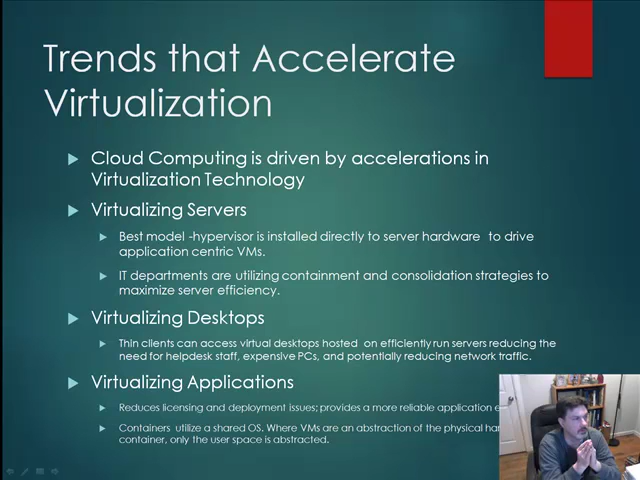 Trends that Accelerate
Virtualization
Cloud Computing is driven by accelerations in
Virtualization Technology
Virtualizing Servers
Best model -hypervisor is installed directly to server hardware to drive
application centric VMs.
IT departments are utilizing containment and consolidation strategies to
maximize server efficiency.
Virtualizing Desktops
Thin clients can access virtual desktops hosted on efficiently run servers reducing the
need for helpdesk staff, expensive PCs, and potentially reducing network traffic.
Virtualizing Applications
Reduces licensing and deployment issues; provides a more reliable application
Containers utilize a shared OS. Where VMs are an abstraction of the physical
container, only the user space is abstracted.